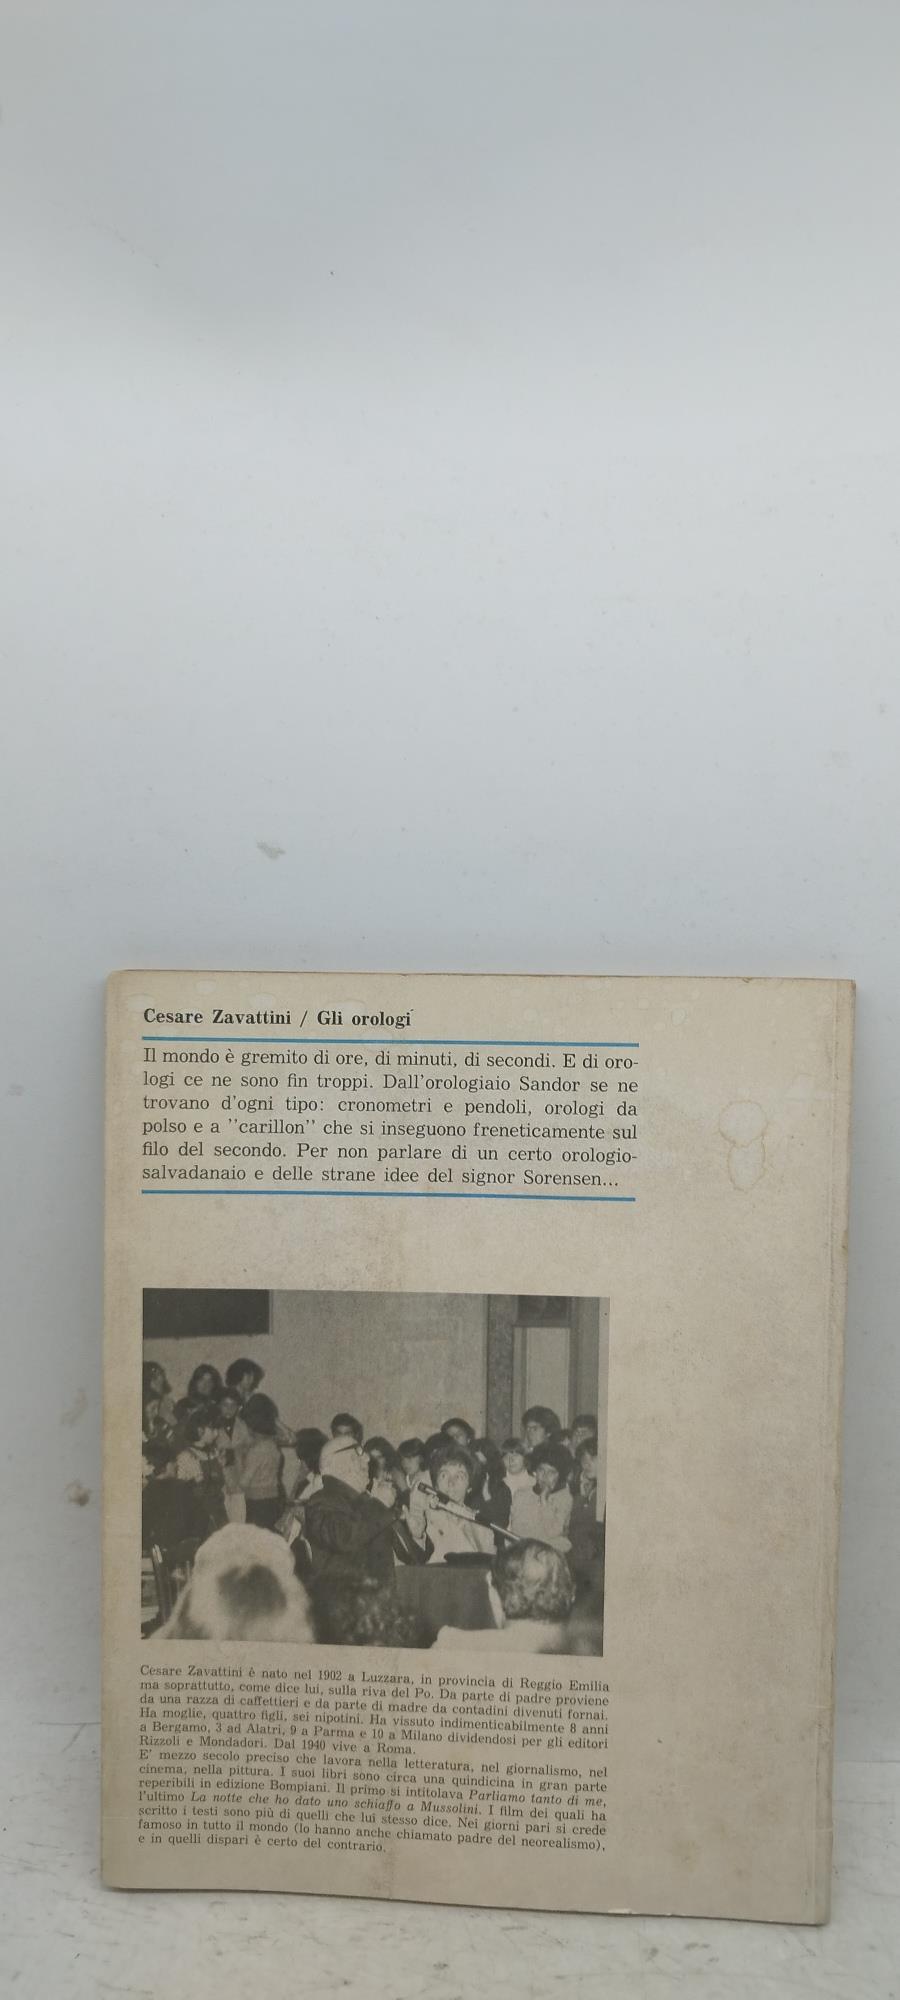 Cesare Zavattini / Gli orologi
Il mondo è gremito di ore, di minuti, di secondi. E di oro-
logi ce ne sono fin troppi. Dall'orologiaio Sandor se ne
trovano d'ogni tipo: cronometri e pendoli, orologi da
polso e a "carillon" che si inseguono freneticamente sul
filo del secondo. Per non parlare di un certo orologio-
salvadanaio e delle strane idee del signor Sorensen...
Cesare Zavattini è nato nel 1902 a Luzzara, in provincia di Reggio Emilia
ma soprattutto, come dice lui, sulla riva del Po. Da parte di padre proviene
da una razza di caffettieri e da parte di madre da contadini divenuti fornai.
Ha moglie, quattro figli, sei nipotini. Ha vissuto indimenticabilmente 8 anni
a Bergamo, 3 ad Alatri, 9 a Parma e 10 a Milano dividendosi per gli editori
Rizzoli e Mondadori. Dal 1940 vive a Roma.
E' mezzo secolo preciso che lavora nella letteratura, nel giornalismo, nel
cinema, nella pittura. I suoi libri sono circa una quindicina in gran parte
reperibili in edizione Bompiani. Il primo si intitolava Parliamo tanto di me,
l'ultimo La notte che ho dato uno schiaffo a Mussolini. I film dei quali ha
scritto i testi sono più di quelli che lui stesso dice. Nei giorni pari si crede
famoso in tutto il mondo (lo hanno anche chiamato padre del neorealismo),
e in quelli dispari è certo del contrario.